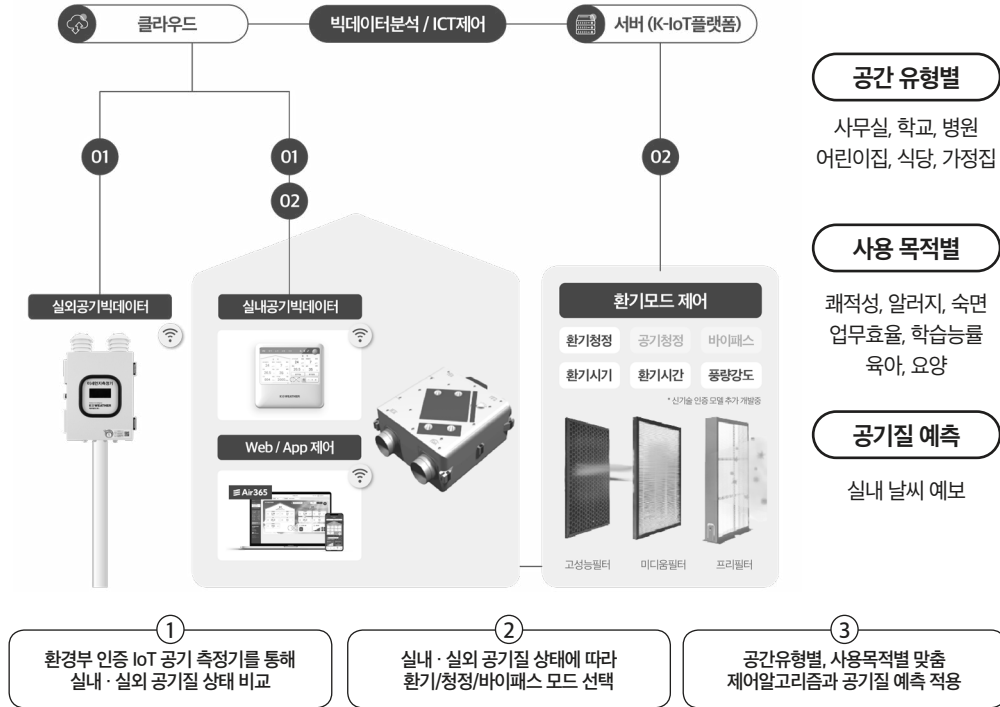 클라우드
빅데이터분석 / ICT제어
서버 (K-IoT플랫폼)
01
01
02
02
실외공기빅데이터
실내공기빅데이터
Web / App 제어
Air365
환기모드 제어
환기청정
공기청정
바이패스
환기시기
환기시간
풍량강도
* 신기술 인증 모델 추가 개발중
고성능필터
미디움필터
프리필터
공간 유형별
사무실, 학교, 병원
어린이집, 식당, 가정집
사용 목적별
쾌적성, 알러지, 숙면
업무효율, 학습능률
육아, 요양
공기질 예측
실내 날씨 예보
1
환경부 인증 IoT 공기 측정기를 통해
실내 · 실외 공기질 상태 비교
2
실내 · 실외 공기질 상태에 따라
환기/청정/바이패스 모드 선택
3
공간유형별, 사용목적별 맞춤
제어알고리즘과 공기질 예측 적용